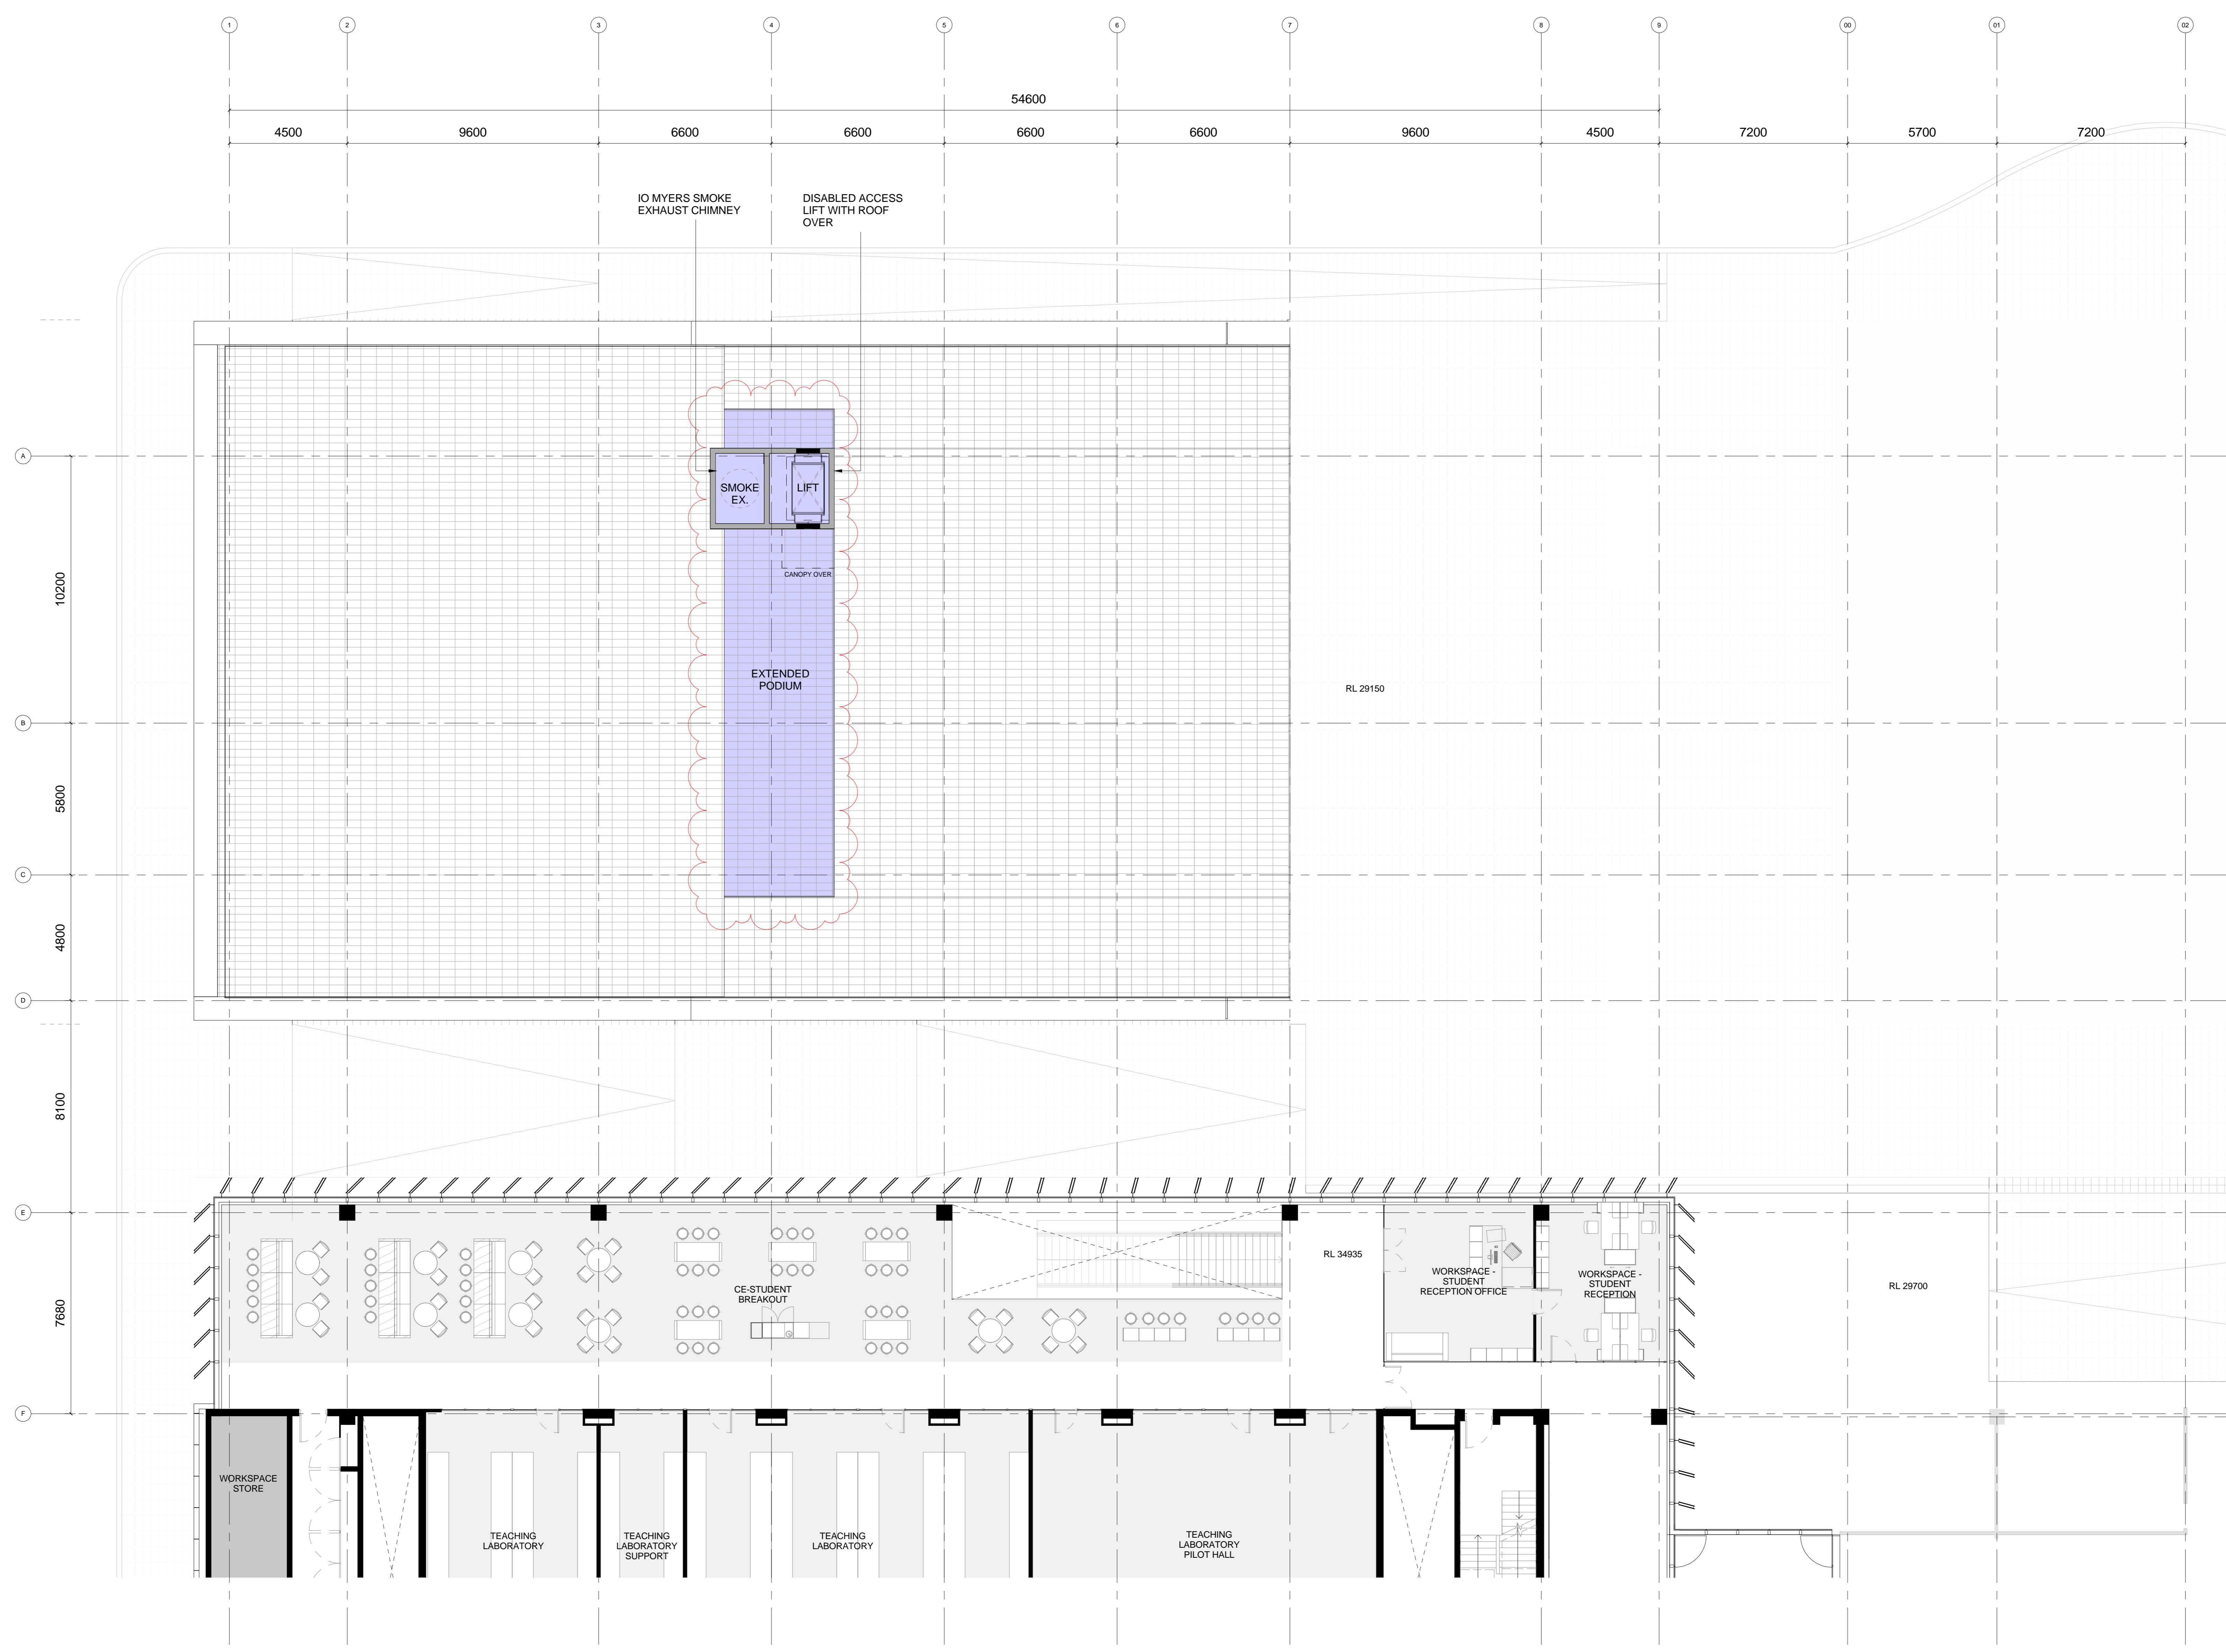 1
2
3
4
5
6
7
8
9
00
01
02
54600
4500
9600
6600
6600
6600
6600
9600
4500
7200
5700
7200
IO MYERS SMOKE
EXHAUST CHIMNEY
DISABLED ACCESS
LIFT WITH ROOF
OVER
A
SMOKE
EX.
LIFT
CANOPY OVER
10200
EXTENDED
PODIUM
RL 29150
B
5800
C
4800
D
8100
E
RL 34935
CE-STUDENT
BREAKOUT
WORKSPACE -
STUDENT
RECEPTION OFFICE
WORKSPACE -
STUDENT
RECEPTION
RL 29700
7680
F
WORKSPACE
STORE
TEACHING
LABORATORY
TEACHING
LABORATORY
SUPPORT
TEACHING
LABORATORY
TEACHING
LABORATORY
PILOT HALL